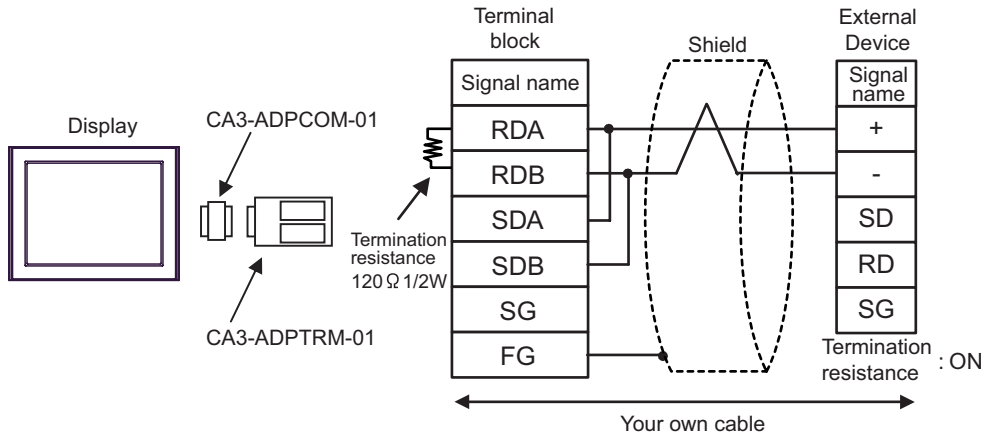 Display
CA3-ADPCOM-01
CA3-ADPTRM-01
Termination
resistance
120Ω 1/2W
Terminal
block
Signal name
RDA
RDB
SDA
SDB
SG
FG
Shield
External
Device
Signal
name
+
-
SD
RD
SG
Termination
resistance : ON
Your own cable